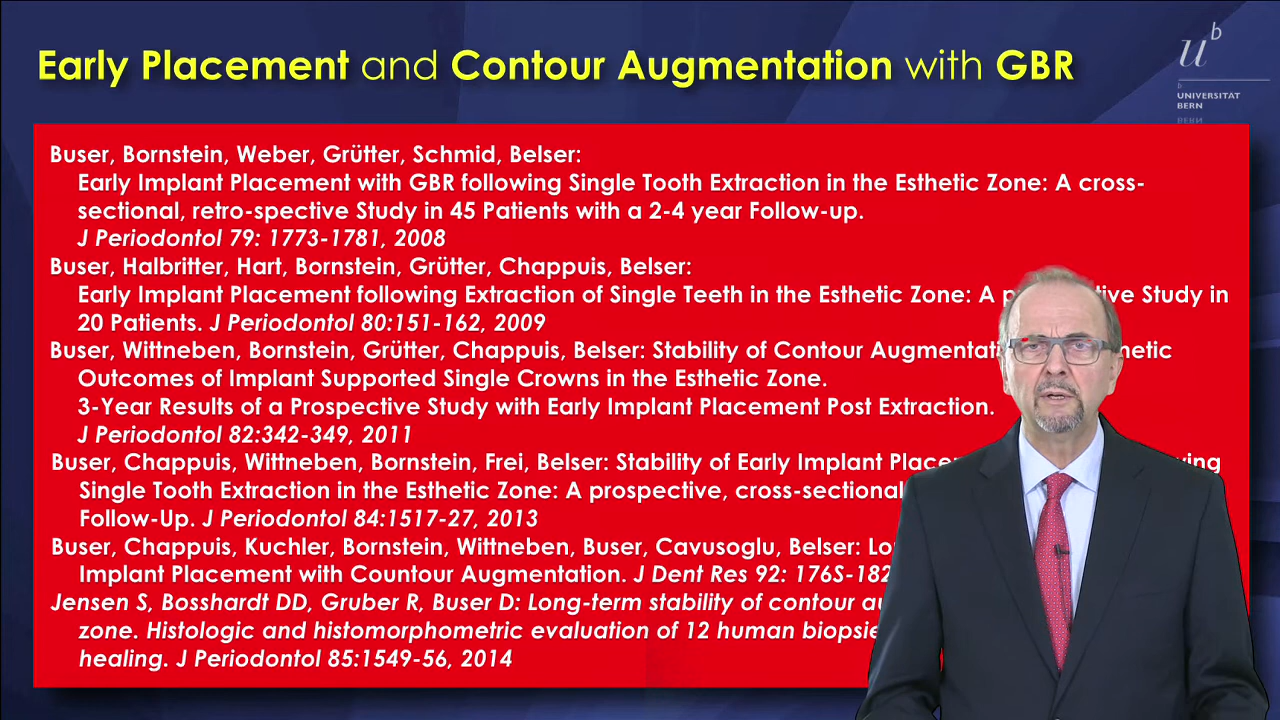 Early Placement and Contour Augmentation with GBR
u b
b
UNIVERSITAT
BERN
Buser, Bornstein, Weber, Grütter, Schmid, Belser:
Early Implant Placement with GBR following Single Tooth Extraction in the Esthetic Zone: A cross-
sectional, retro-spective Study in 45 Patients with a 2-4 year Follow-up.
J Periodontol 79: 1773-1781, 2008
Buser, Halbritter, Hart, Bornstein, Grütter, Chappuis, Belser:
Early Implant Placement following Extraction of Single Teeth in the Esthetic Zone: A Study in
20 Patients. J Periodontol 80:151-162, 2009
Buser, Wittneben, Bornstein, Grütter, Chappuis, Belser: Stability of Contour
Outcomes of Implant Supported Single Crowns in the Esthetic Zone.
3-Year Results of a Prospective Study with Early Implant Placement Post Extraction.
J Periodontol 82:342-349, 2011
Buser, Chappuis, Wittneben, Bornstein, Frei, Belser: Stability of Early Implant
Single Tooth Extraction in the Esthetic Zone: A prospective, cross-sectional
Follow-Up. J Periodontol 84:1517-27, 2013
Buser, Chappuis, Kuchler, Bornstein, Wittneben, Buser, Cavusoglu, Belser:
Implant Placement with Countour Augmentation. J Dent Res 92: 176S-182
Jensen S, Bosshardt DD, Gruber R, Buser D: Long-term stability of contour
zone. Histologic and histomorphometric evaluation of 12 human
healing. J Periodontol 85:1549-56, 2014